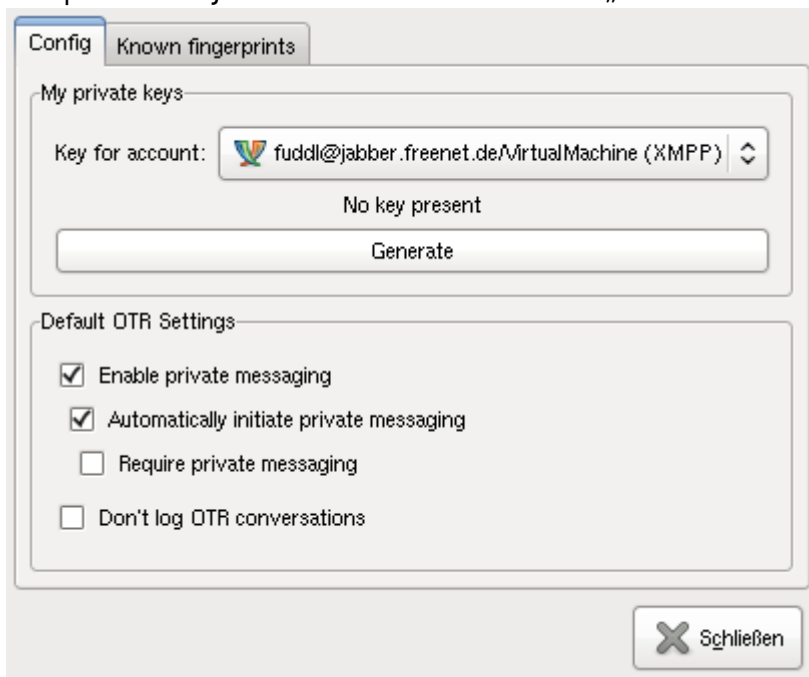 Config
Known fingerprints
My private keys
Key for account:
fuddl@jabber.freenet.de/VirtualMachine (XMPP)
No key present
Generate
Default OTR Settings
Enable private messaging
Automatically initiate private messaging
Require private messaging
Don't log OTR conversations
Schließen